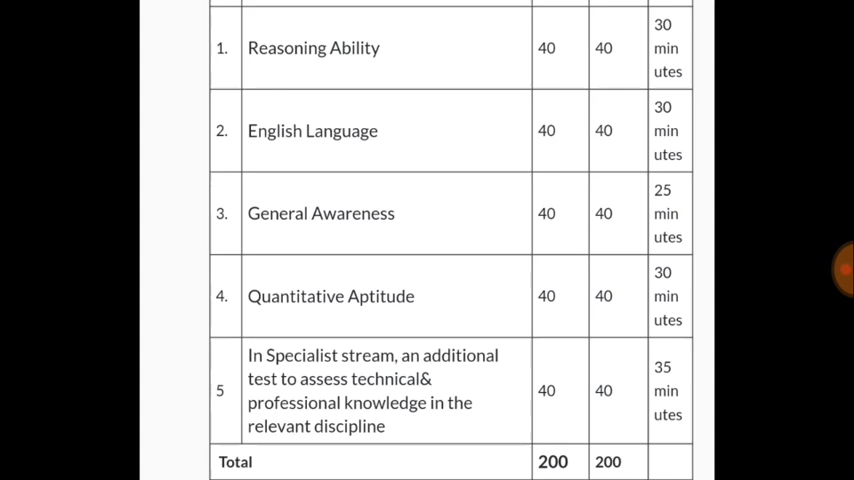 1. Reasoning Ability 40 40 30 min utes
2. English Language 40 40 30 min utes
3. General Awareness 40 40 25 min utes
4. Quantitative Aptitude 40 40 30 min utes
5 In Specialist stream, an additional
test to assess technical&
professional knowledge in the
relevant discipline 40 40 35 min utes
Total 200 200